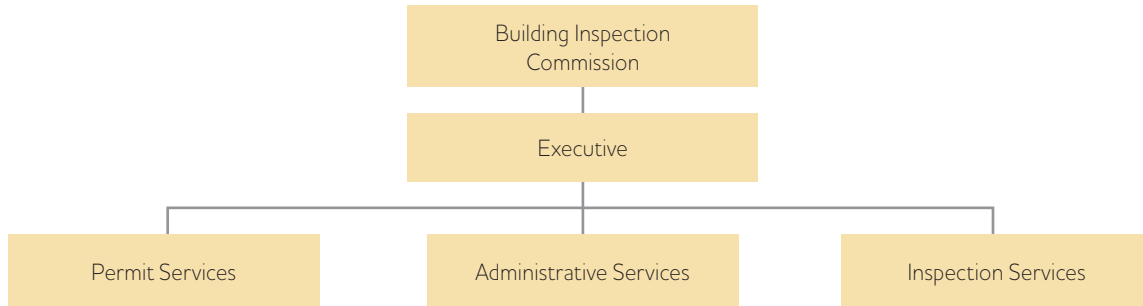 Building Inspection
Commission
Executive
Permit Services
Administrative Services
Inspection Services